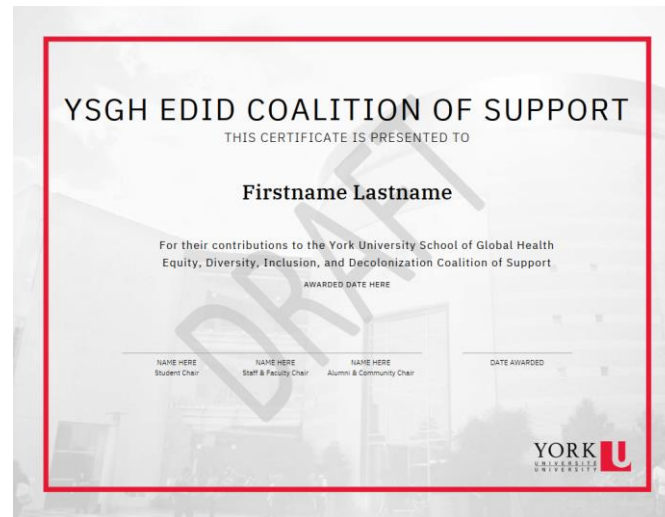 YSGH EDID COALITION OF SUPPORT
THIS CERTIFICATE IS PRESENTED TO
Firstname Lastname
For their contributions to the York University School of Global Health
Equity, Diversity, Inclusion, and Decolonization Coalition of Support
AWARDED DATE HERE
DRAFT
NAME HERE NAME HERE NAME HERE DATE AWARDED
Student Chair Staff & Faculty Chair Alumni & Community Chair
YORK U
UNIVERSITÉ
UNIVERSITY